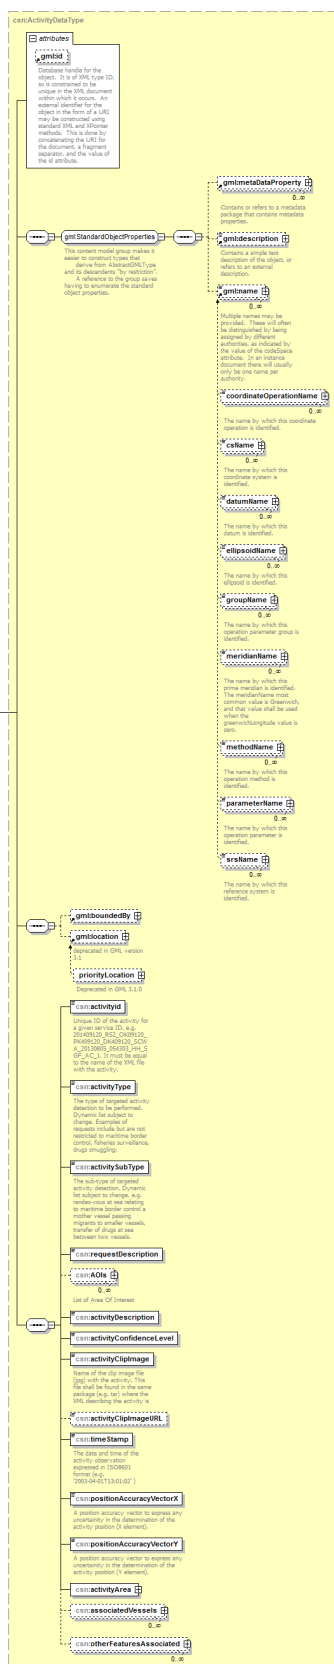 csn:ActivityDataType
attributes
gml:id
Database handle for the
object.  It is of XML type ID,
so is constrained to be
unique in the XML document
within which it occurs.  An
external identifier for the
object in the form of a URI
may be constructed using
standard XML and XPointer
methods.  This is done by
concatenating the URI for
the document, a fragment
separator, and the value of
the id attribute.
gml:StandardObjectProperties
This content model group makes it
easier to construct types that
derive from AbstractGMLType
and its descendents "by restriction".
A reference to the group saves
having to enumerate the standard
object properties.
gml:metaDataProperty
0..∞
Contains or refers to a metadata
package that contains metadata
properties.
gml:description
Contains a simple text
description of the object, or
refers to an external
description.
gml:name
0..∞
Multiple names may be
provided.  These will often
be distinguished by being
assigned by different
authorities, as indicated by
the value of the codeSpace
attribute.  In an instance
document there will usually
only be one name per
authority.
coordinateOperationName
0..∞
The name by which this coordinate
operation is identified.
csName
0..∞
The name by which this
coordinate system is
identified.
datumName
0..∞
The name by which this
datum is identified.
ellipsoidName
0..∞
The name by which this
ellipsoid is identified.
groupName
0..∞
The name by which this
operation parameter group is
identified.
meridianName
0..∞
The name by which this
prime meridian is identified.
The meridianName most
common value is Greenwich,
and that value shall be used
when the
greenwichLongitude value is
zero.
methodName
0..∞
The name by which this
operation method is
identified.
parameterName
0..∞
The name by which this
operation parameter is
identified.
srsName
0..∞
The name by which this
reference system is
identified.
gml:boundedBy
gml:location
deprecated in GML version
3.1
priorityLocation
Deprecated in GML 3.1.0
csn:activityid
Unique ID of the activity for
a given service ID, e.g.
activity.
csn:activityType
The type of targeted activity
detection to be performed.
Dynamic list subject to
change. Examples of
requests include but are not
restricted to maritime border
control, fisheries surveillance,
drugs smuggling:
csn:activitySubType
The sub-type of targeted
activity detection. Dynamic
list subject to change, e.g.
rendez-vous at sea relating
to maritime border control a
mother vessel passing
migrants to smaller vessels,
transfer of drugs at sea
between two vessels.
csn:requestDescription
csn:AOIs
0..∞
List of Area Of Interest
csn:activityDescription
csn:activityConfidenceLevel
csn:activityClipImage
Name of the clip image file
(jpg) with the activity. This
file shall be found in the same
package (e.g. tar) where the
XML describing the activity is
csn:activityClipImageURL
csn:timeStamp
The date and time of the
activity observation
expressed in ISO8601
format (e.g.
'2003-04-01T13:01:02' )
csn:positionAccuracyVectorX
A position accuracy vector to express any
uncertainty in the determination of the
activity position (X element).
csn:positionAccuracyVectorY
A position accuracy vector to express any
uncertainty in the determination of the
activity position (Y element).
csn:activityArea
csn:associatedVessels
0..∞
csn:otherFeaturesAssociated
0..∞